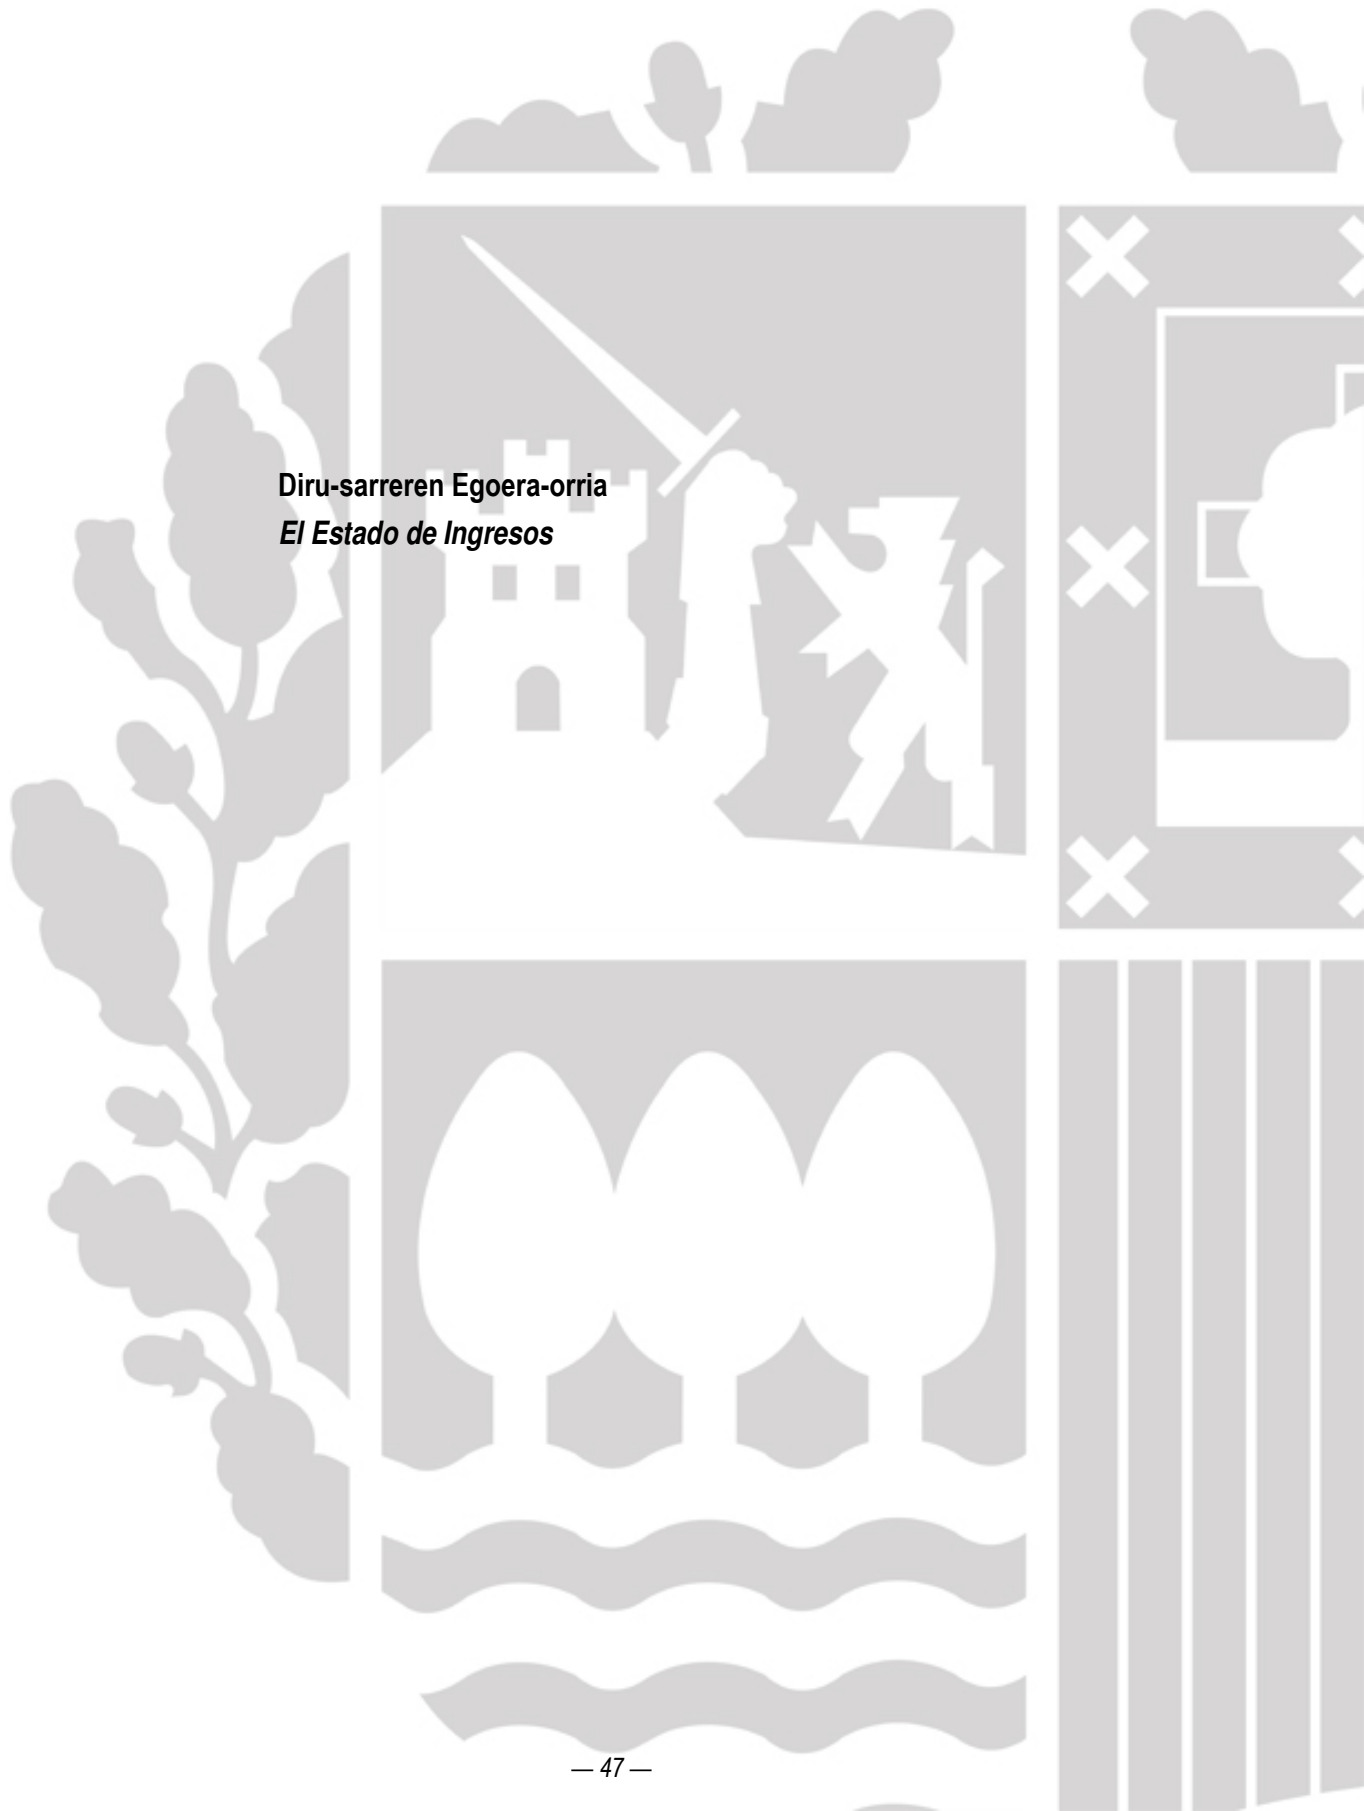 Diru-sarreren Egoera-orria
El Estado de Ingresos
— 47 —